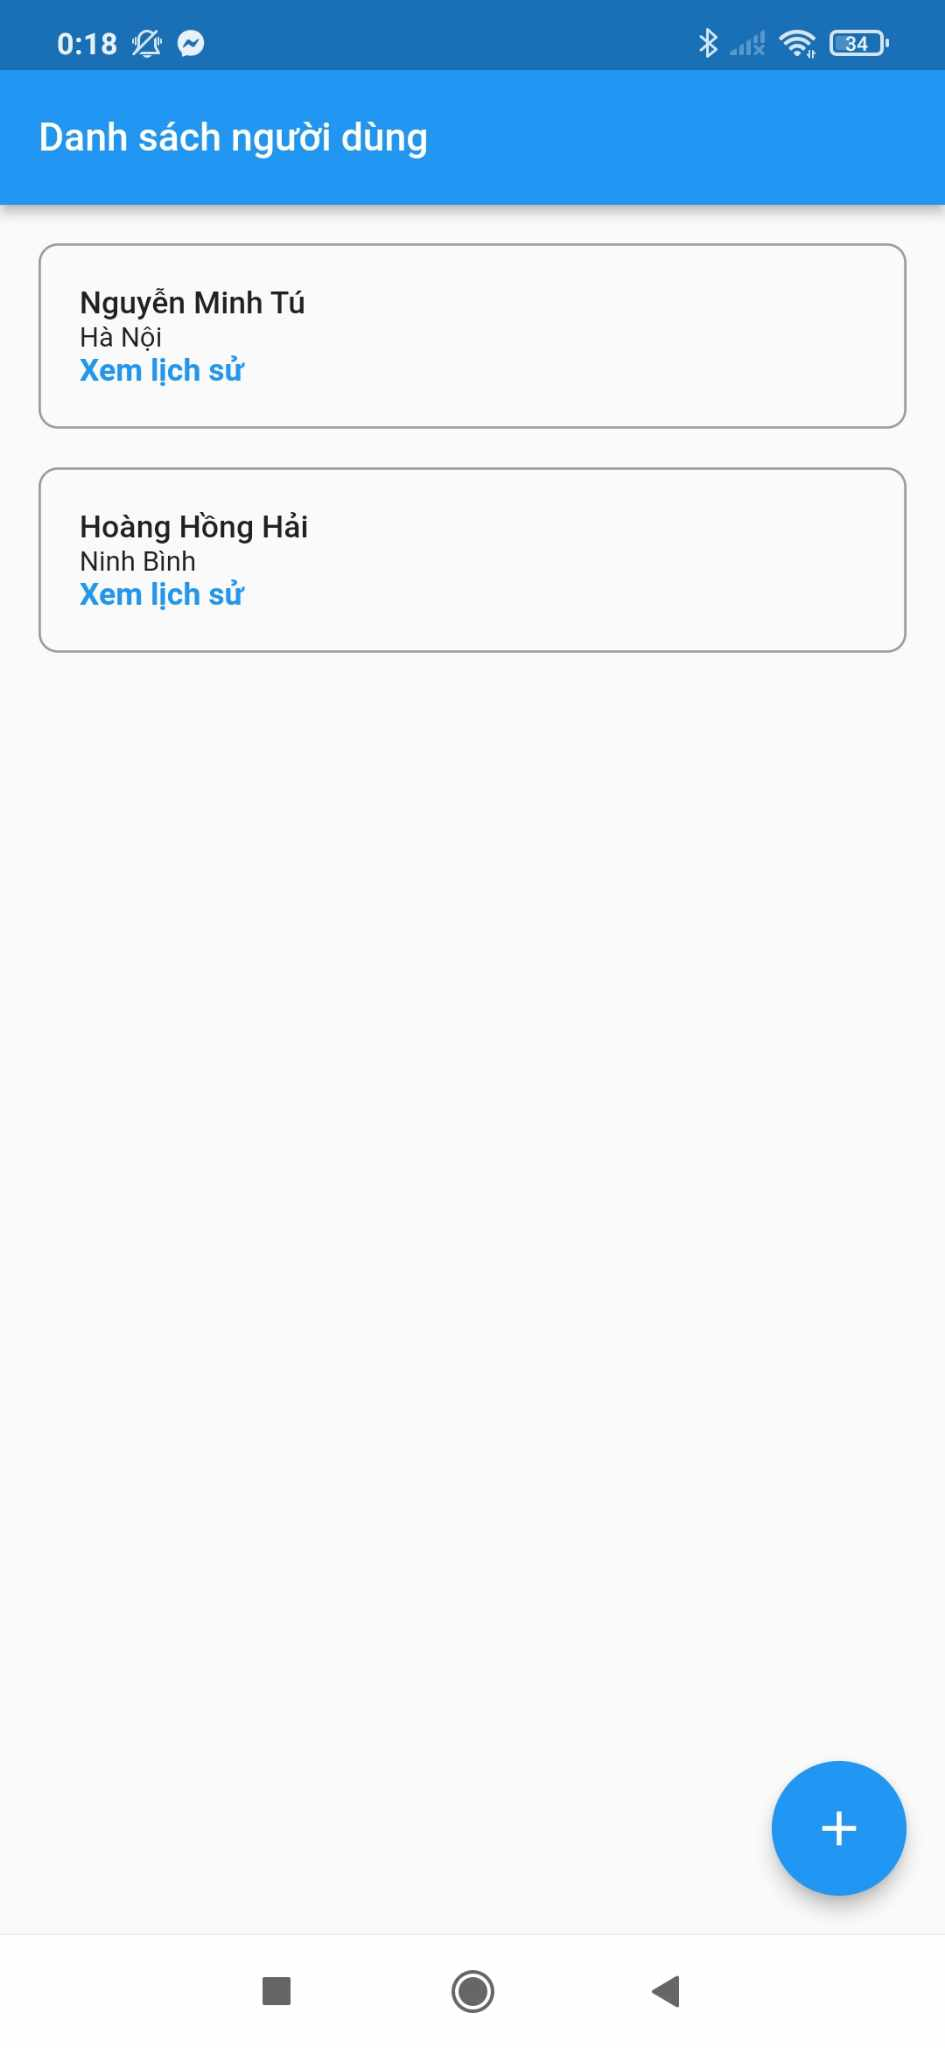 0:18
34
Danh sách người dùng
Nguyễn Minh Tú
Hà Nội
Xem lịch sử
Hoàng Hồng Hải
Ninh Bình
Xem lịch sử